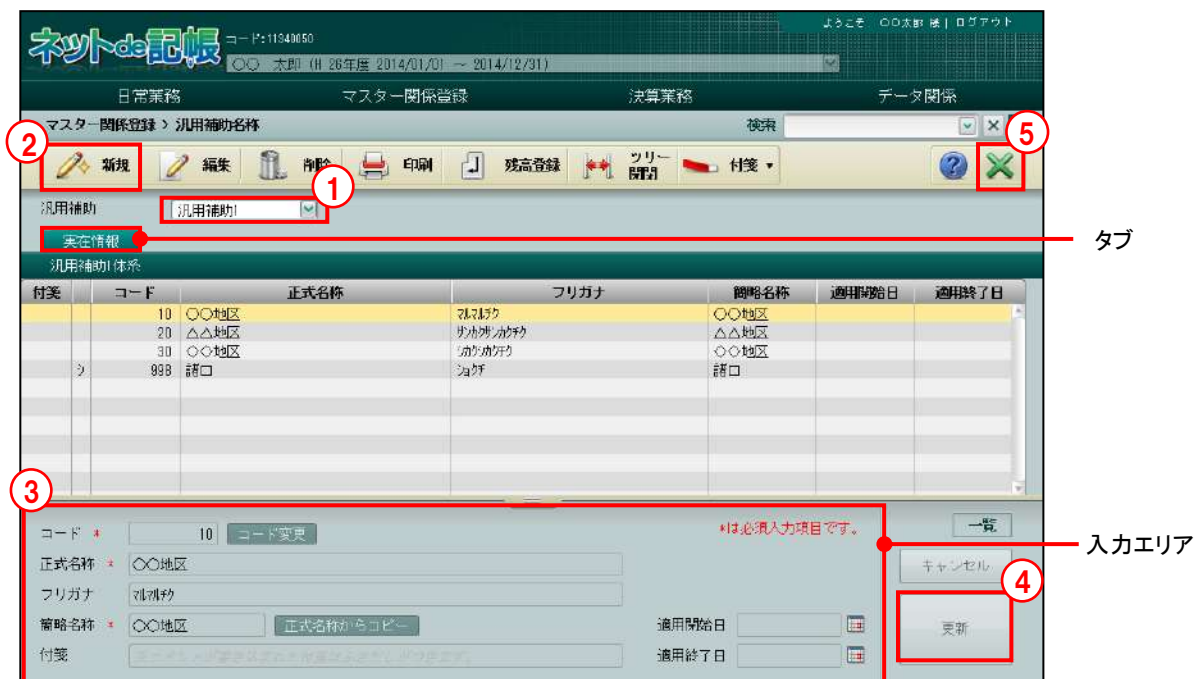 ようこそ ○○太郎 様 | ログアウト
ネットde記帳 コード:11940050
○○ 太郎 (H 26年度 2014/01/01 ～ 2014/12/31)
日常業務 マスター関係登録 決算業務 データ関係
マスター関係登録 > 汎用補助名称 検索
② ⑤
新規 編集 削除 印刷 残高登録 ツリー開閉 付箋
①
汎用補助 汎用補助1
実在情報 タブ
汎用補助1体系
付箋 コード 正式名称 フリガナ 簡略名称 適用開始日 適用終了日
10 ○○地区 ﾏﾙﾏﾙﾁｸ ○○地区
20 △△地区 ｻﾝｶｸｻﾝｶｸﾁｸ △△地区
30 ◇◇地区 ｼｶｸｼｶｸﾁｸ ◇◇地区
ｼ 998 諸口 ｼｮｸﾁ 諸口
③
*は必須入力項目です。 一覧
コード * 10 コード変更
入力エリア
正式名称 * ○○地区 キャンセル
フリガナ ﾏﾙﾏﾙﾁｸ ④
簡略名称 * ○○地区 正式名称からコピー 適用開始日 更新
付箋 適用終了日